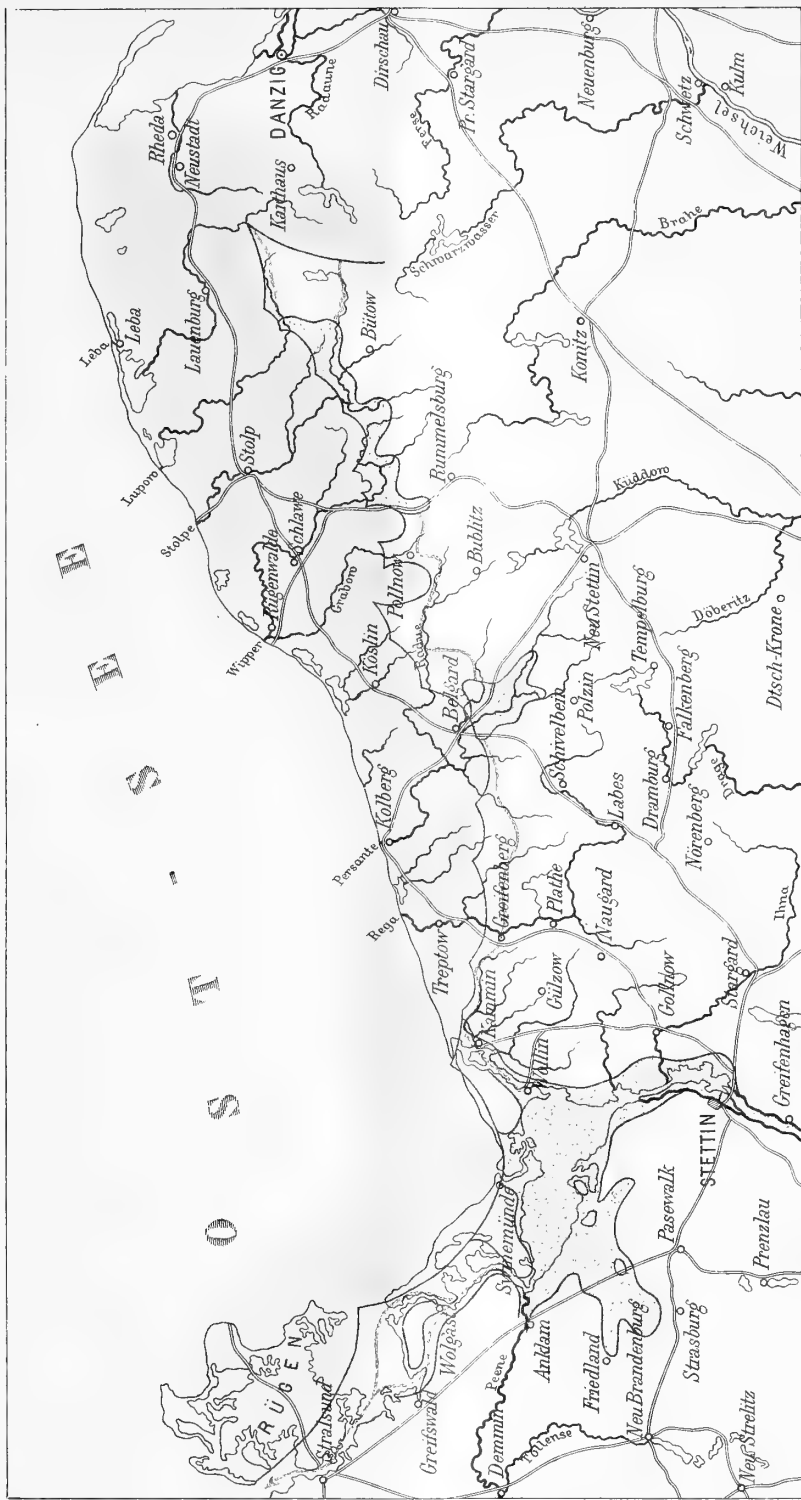 OST-SEE
RÜGEN
Stralsund
Greifswald
Wolgast
Demmin
Peene
Tollense
Anklam
Friedland
Swinemünde
Neu Brandenburg
Neu Strelitz
Strasburg
Pasewalk
Prenzlau
STETTIN
Greifenhagen
Wollin
Kammin
Gülzow
Gollnow
Stargard
Ihna
Naugard
Plathe
Greifenberg
Treptow
Rega
Persante
Kolberg
Labes
Schivelbein
Nörenberg
Dramburg
Drage
Falkenberg
Polzin
Tempelburg
Belgard
Köslin
Radüe
Pollnow
Bublitz
Neu Stettin
Döberitz
Dtsch-Krone
Küddow
Wipper
Rügenwalde
Grabow
Schlawe
Stolpe
Stolp
Lupow
Rummelsburg
Bütow
Konitz
Leba
Leba
Lauenburg
Rheda
Neustadt
Karthaus
DANZIG
Radaune
Dirschau
Pr. Stargard
Ferse
Schwarzwasser
Brahe
Neuenburg
Schwetz
Kulm
Weichsel